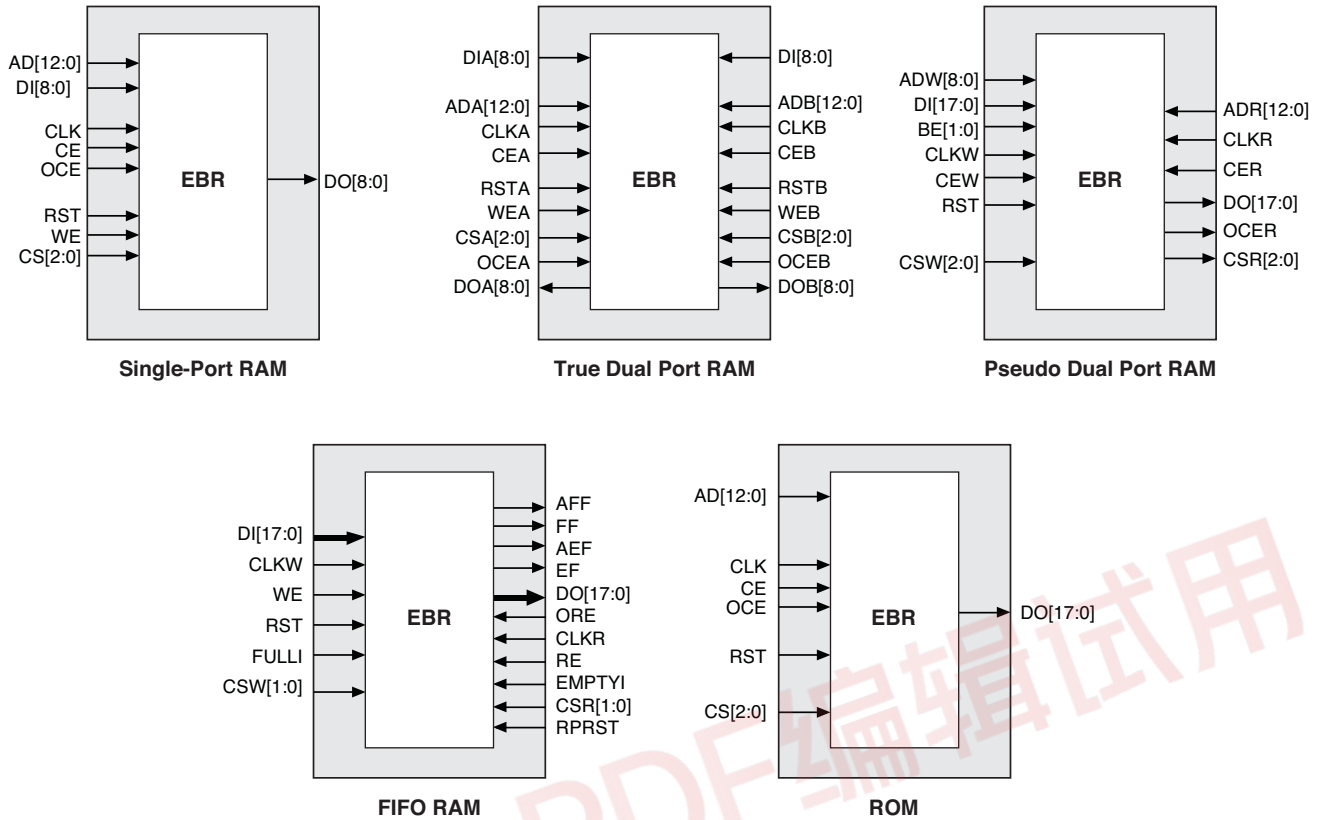 AD[12:0]
DI[8:0]
CLK
CE
OCE
RST
WE
CS[2:0]
EBR
DO[8:0]
Single-Port RAM
DIA[8:0]
ADA[12:0]
CLKA
CEA
RSTA
WEA
CSA[2:0]
OCEA
DOA[8:0]
EBR
DI[8:0]
ADB[12:0]
CLKB
CEB
RSTB
WEB
CSB[2:0]
OCEB
DOB[8:0]
True Dual Port RAM
ADW[8:0]
DI[17:0]
BE[1:0]
CLKW
CEW
RST
CSW[2:0]
EBR
ADR[12:0]
CLKR
CER
DO[17:0]
OCER
CSR[2:0]
Pseudo Dual Port RAM
DI[17:0]
CLKW
WE
RST
FULLI
CSW[1:0]
EBR
AFF
FF
AEF
EF
DO[17:0]
ORE
CLKR
RE
EMPTYI
CSR[1:0]
RPRST
FIFO RAM
AD[12:0]
CLK
CE
OCE
RST
CS[2:0]
EBR
DO[17:0]
ROM
PDF编辑试用